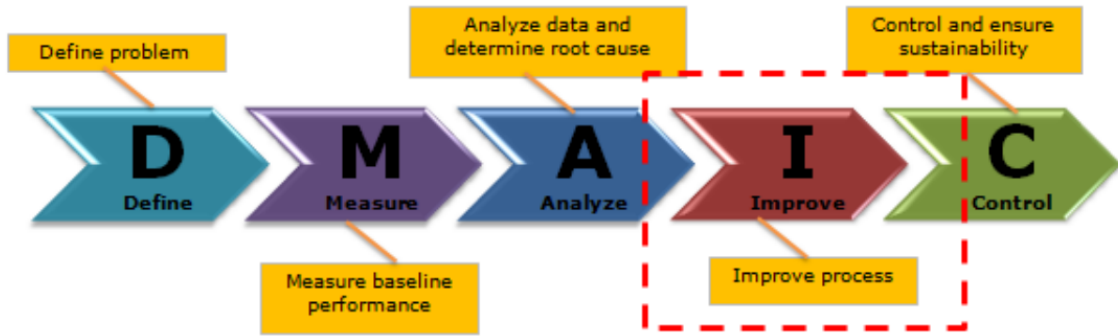 Define problem
Analyze data and
determine root cause
Control and ensure
sustainability
D
Define
M
Measure
A
Analyze
I
Improve
C
Control
Measure baseline
performance
Improve process